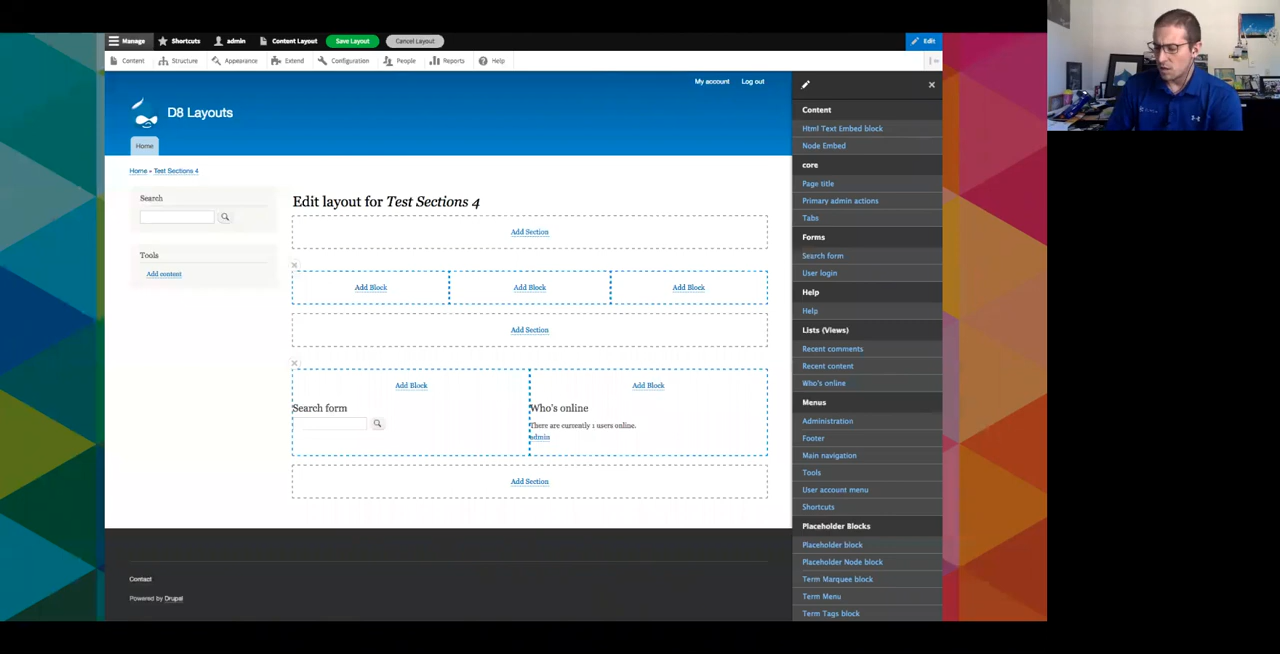 Manage Shortcuts admin Content Layout Save Layout Cancel Layout Edit
Content Structure Appearance Extend Configuration People Reports Help
My account Log out
D8 Layouts
Home
Home » Test Sections 4
Search
Tools
Add content
Edit layout for Test Sections 4
Add Section
Add Block Add Block Add Block
Add Section
Add Block Add Block
Search form Who's online
There are currently 1 users online.
admin
Add Section
Contact
Powered by Drupal
Content
Html Text Embed block
Node Embed
core
Page title
Primary admin actions
Tabs
Forms
Search form
User login
Help
Help
Lists (Views)
Recent comments
Recent content
Who's online
Menus
Administration
Footer
Main navigation
Tools
User account menu
Shortcuts
Placeholder Blocks
Placeholder block
Placeholder Node block
Term Marquee block
Term Menu
Term Tags block